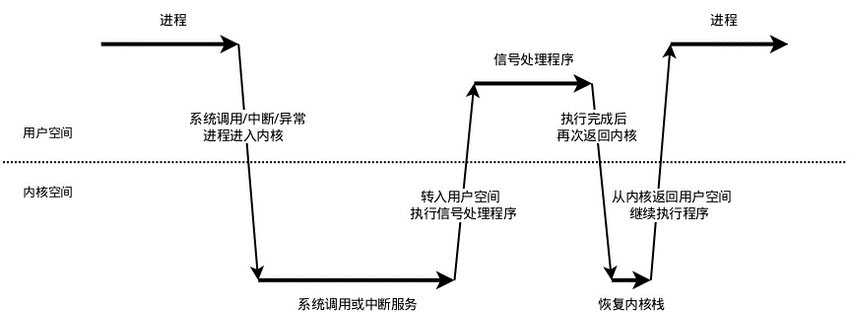 进程
进程
信号处理程序
系统调用/中断/异常
进程进入内核
执行完成后
再次返回内核
用户空间
内核空间
转入用户空间
执行信号处理程序
从内核返回用户空间
继续执行程序
系统调用或中断服务
恢复内核栈